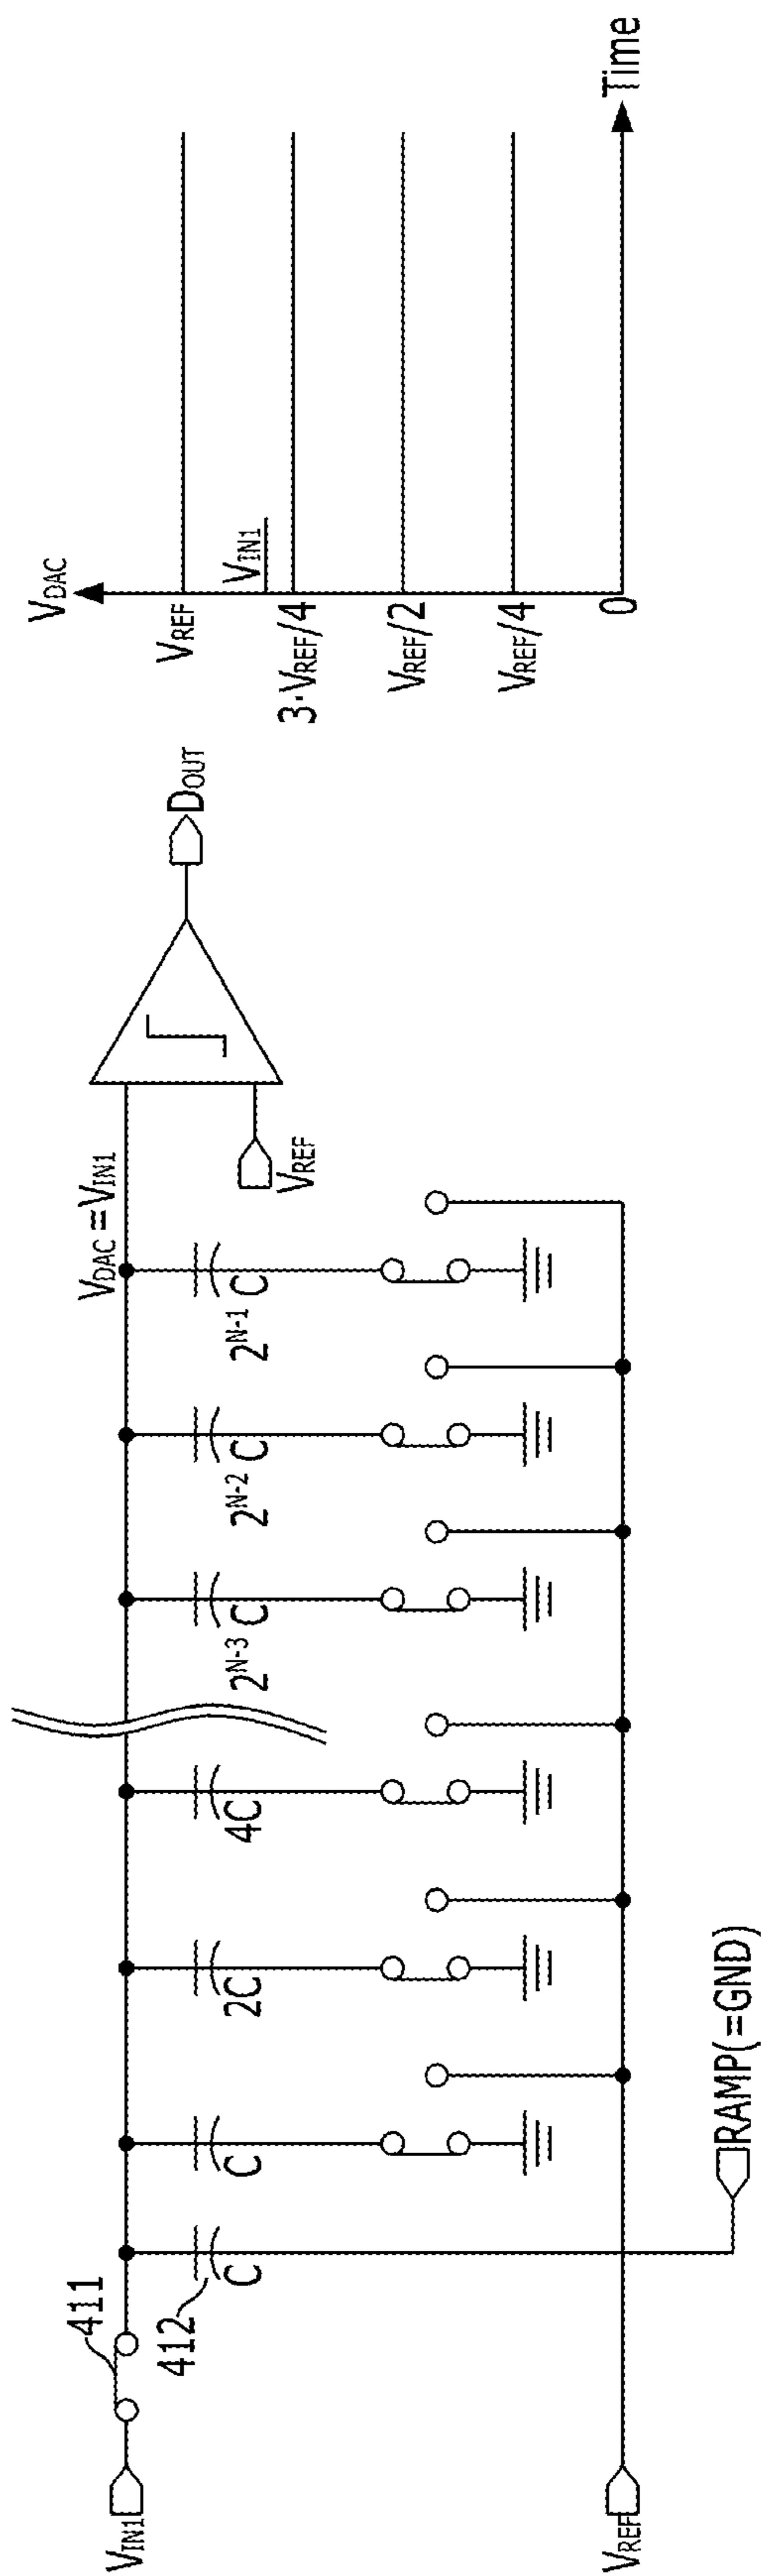 V_IN1
411
412
C
C
2C
4C
2^N-3 C
2^N-2 C
2^N-1 C
V_DAC=V_IN1
V_REF
D_OUT
V_REF
RAMP(=GND)
V_DAC
V_REF
V_IN1
3·V_REF/4
V_REF/2
V_REF/4
0
Time